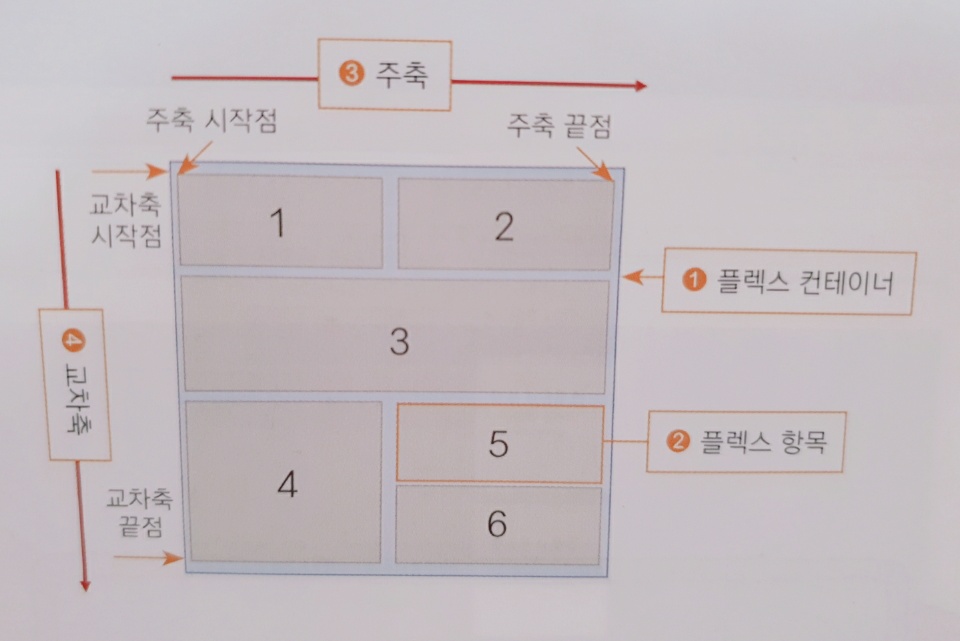 ❸ 주축
주축 시작점
주축 끝점
교차축
시작점
1
2
❶ 플렉스 컨테이너
3
❹ 교차축
4
5
❷ 플렉스 항목
6
교차축
끝점